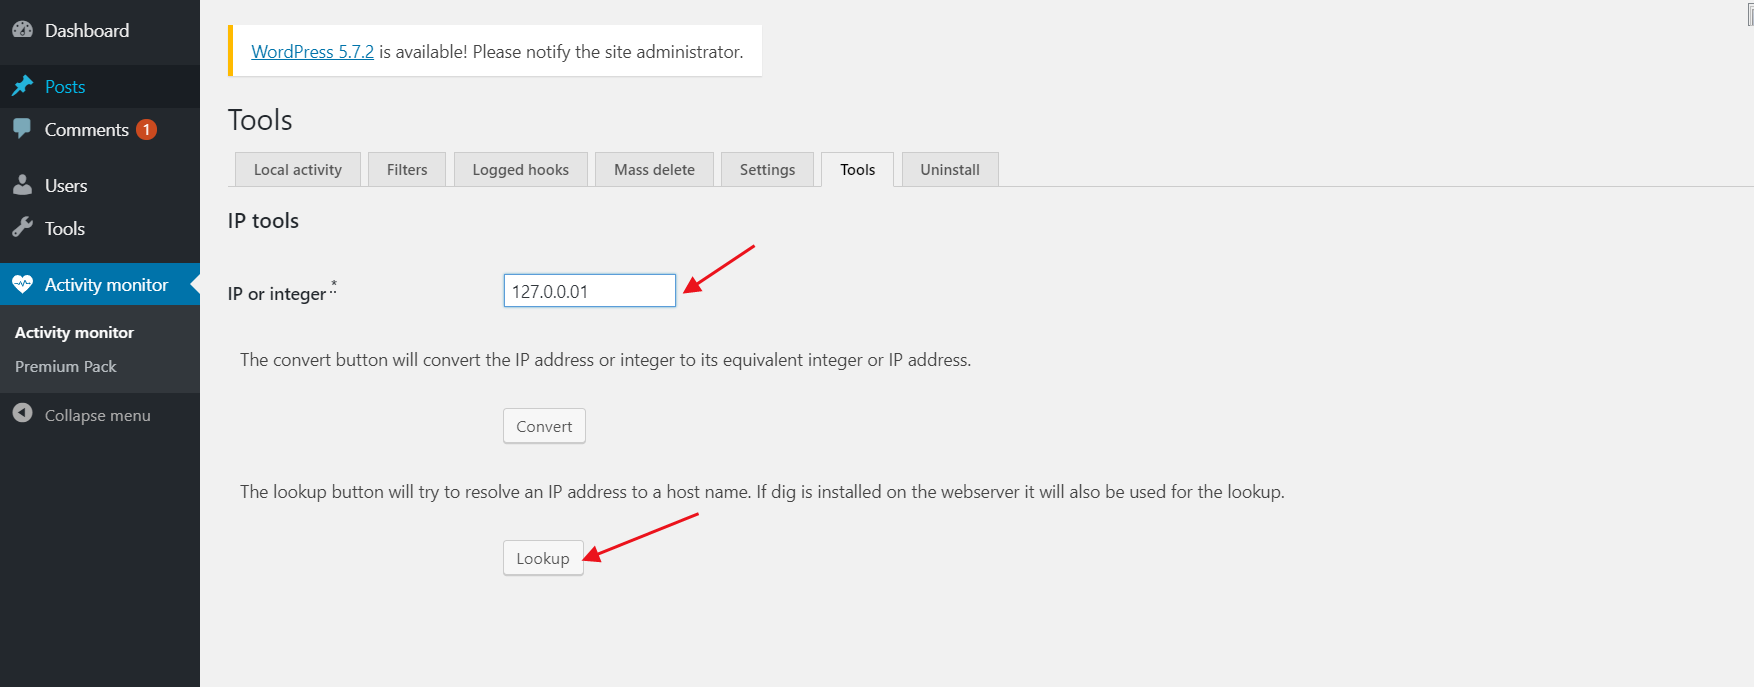 Dashboard
Posts
Comments 1
Users
Tools
Activity monitor
Activity monitor
Premium Pack
Collapse menu
WordPress 5.7.2 is available! Please notify the site administrator.
Tools
Local activity
Filters
Logged hooks
Mass delete
Settings
Tools
Uninstall
IP tools
IP or integer *
127.0.0.01
The convert button will convert the IP address or integer to its equivalent integer or IP address.
Convert
The lookup button will try to resolve an IP address to a host name. If dig is installed on the webserver it will also be used for the lookup.
Lookup